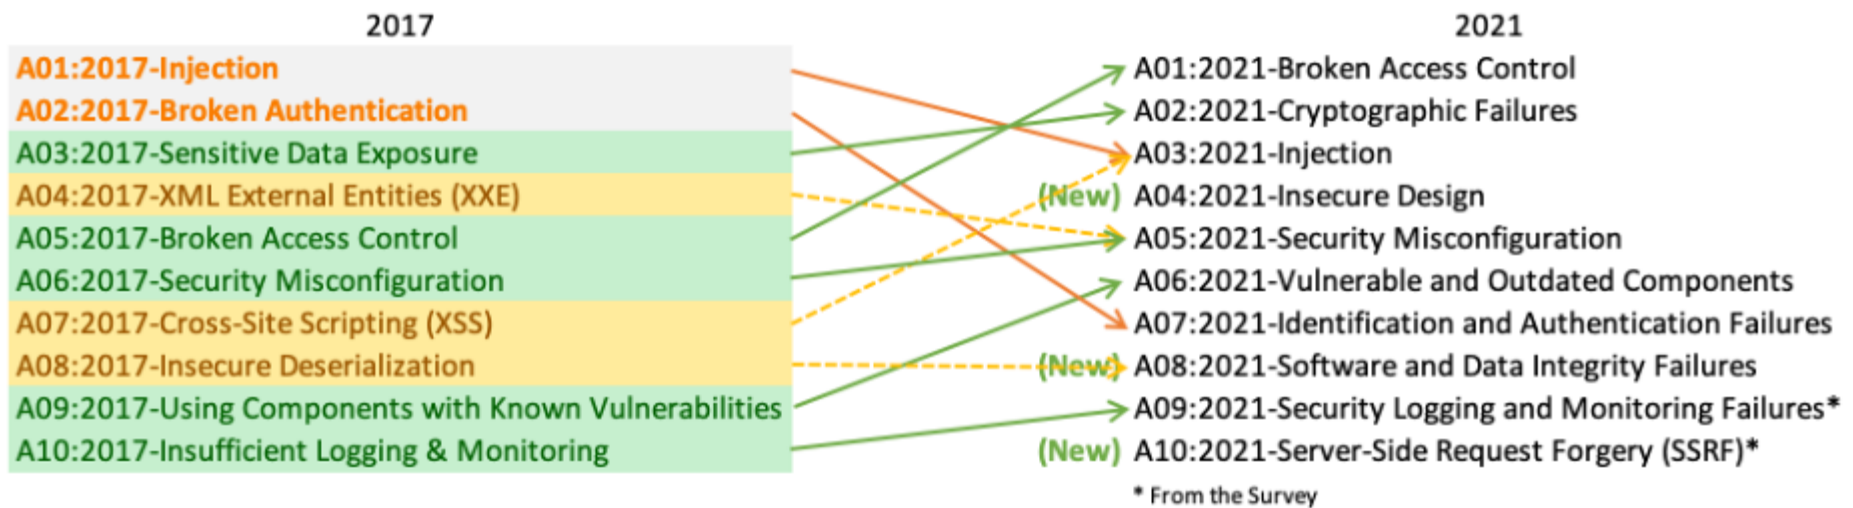 2017
A01:2017-Injection
A02:2017-Broken Authentication
A03:2017-Sensitive Data Exposure
A04:2017-XML External Entities (XXE)
A05:2017-Broken Access Control
A06:2017-Security Misconfiguration
A07:2017-Cross-Site Scripting (XSS)
A08:2017-Insecure Deserialization
A09:2017-Using Components with Known Vulnerabilities
A10:2017-Insufficient Logging & Monitoring
2021
A01:2021-Broken Access Control
A02:2021-Cryptographic Failures
A03:2021-Injection
(New) A04:2021-Insecure Design
A05:2021-Security Misconfiguration
A06:2021-Vulnerable and Outdated Components
A07:2021-Identification and Authentication Failures
(New) A08:2021-Software and Data Integrity Failures
A09:2021-Security Logging and Monitoring Failures*
(New) A10:2021-Server-Side Request Forgery (SSRF)*
* From the Survey